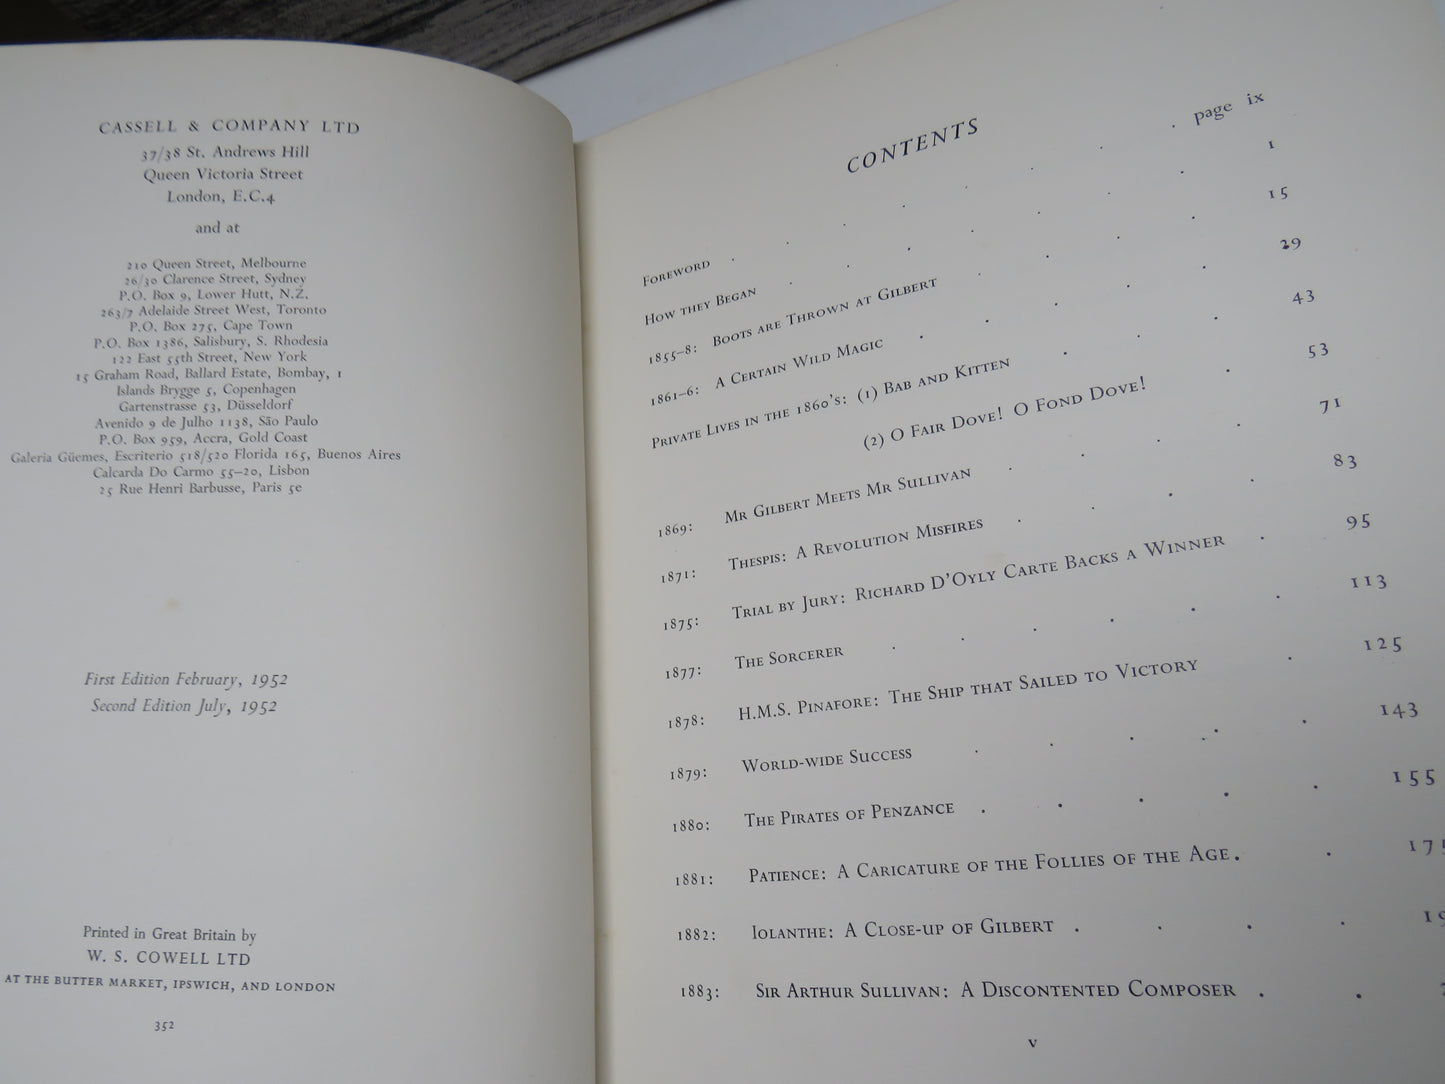 CASSELL & COMPANY LTD
37/38 St. Andrews Hill
Queen Victoria Street
London, E.C.4
and at
210 Queen Street, Melbourne
26/30 Clarence Street, Sydney
P.O. Box 9, Lower Hutt, N.Z.
263/7 Adelaide Street West, Toronto
P.O. Box 275, Cape Town
P.O. Box 1386, Salisbury, S. Rhodesia
122 East 55th Street, New York
15 Graham Road, Ballard Estate, Bombay, 1
Islands Brygge 5, Copenhagen
Gartenstrasse 53, Düsseldorf
Avenido 9 de Julho 1138, São Paulo
P.O. Box 959, Accra, Gold Coast
Galeria Güemes, Escriterio 518/520 Florida 165, Buenos Aires
Calcarda Do Carmo 55–20, Lisbon
25 Rue Henri Barbusse, Paris 5e
First Edition February, 1952
Second Edition July, 1952
Printed in Great Britain by
W. S. COWELL LTD
AT THE BUTTER MARKET, IPSWICH, AND LONDON
352
CONTENTS
FOREWORD . . . . . page ix
HOW THEY BEGAN . . . . . 1
1855–8: BOOTS ARE THROWN AT GILBERT . . . 15
1861–6: A CERTAIN WILD MAGIC . . . . 29
PRIVATE LIVES IN THE 1860'S: (1) BAB AND KITTEN . . . 43
(2) O FAIR DOVE! O FOND DOVE! . 53
1869: MR GILBERT MEETS MR SULLIVAN . . . 71
1871: THESPIS: A REVOLUTION MISFIRES . . . . 83
1875: TRIAL BY JURY: RICHARD D'OYLY CARTE BACKS A WINNER . 95
1877: THE SORCERER . . . . . . 113
1878: H.M.S. PINAFORE: THE SHIP THAT SAILED TO VICTORY . 125
1879: WORLD-WIDE SUCCESS . . . . . 143
1880: THE PIRATES OF PENZANCE . . . . . 155
1881: PATIENCE: A CARICATURE OF THE FOLLIES OF THE AGE . . 175
1882: IOLANTHE: A CLOSE-UP OF GILBERT . . . .
1883: SIR ARTHUR SULLIVAN: A DISCONTENTED COMPOSER . .
v